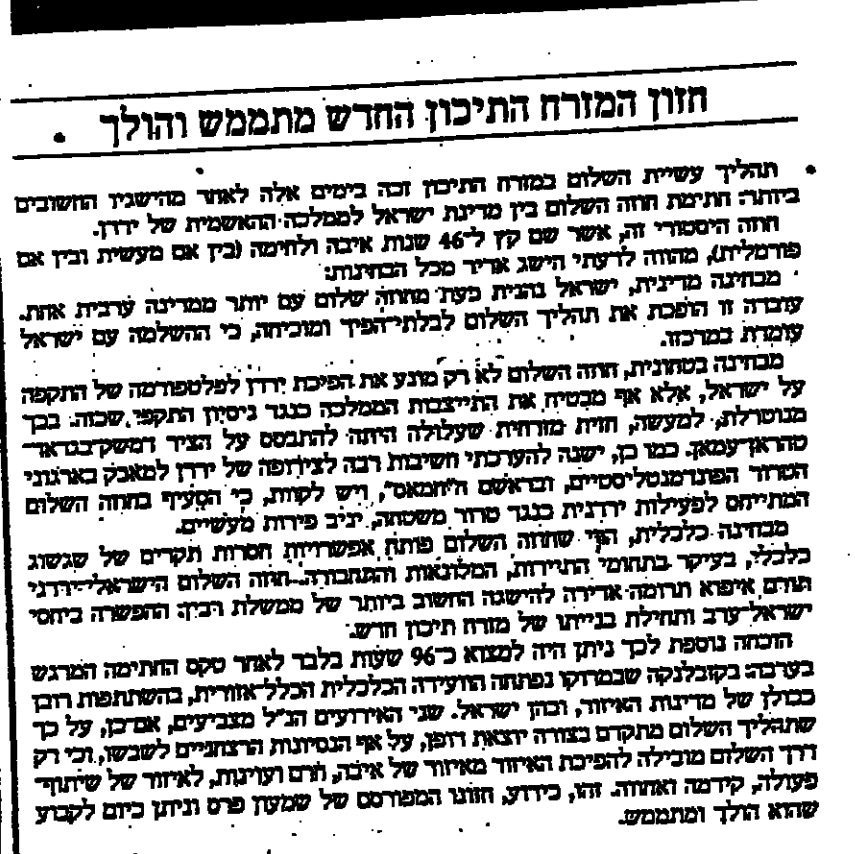 חזון המזרח התיכון החדש מתממש והולך
תהליך עשיית השלום במזרח התיכון זכה בימים אלה לאחר מהישגיו החשובים
ביותר: חתימת חוזה השלום בין מדינת ישראל לממלכה ההאשמית של ירדן.
חוזה היסטורי זה, אשר שם קץ ל־46 שנות איבה ולחימה (בין אם מעשית ובין אם
פורמלית), מהווה לדעתי הישג אדיר מכל הבחינות:
מבחינה מדינית, ישראל נהנית כעת מחוזה שלום עם יותר ממדינה ערבית אחת.
עובדה זו הופכת את תהליך השלום לבלתי־הפיך ומוכיחה, כי ההשלמה עם ישראל
עומדת במרכזו.
מבחינה בטחונית, חוזה השלום לא רק מונע את הפיכת ירדן לפלטפורמה של התקפה
על ישראל, אלא אף מבטיח את התייצבות הממלכה כנגד ניסיון התקפי שכזה. בכך
מנוטרלת, למעשה, חזית מזרחית שעלולה היתה להתבסס על הציר דמשק־בגדאד־
טהראן־עמאן. כמו כן, ישנה להערכתי חשיבות רבה לצירופה של ירדן למאבק בארגוני
הטרור הפונדמנטליסטיים, ובראשם ה"חמאס", ויש לקוות, כי הסעיף בחוזה השלום
המתייחס לפעילות ירדנית כנגד טרור משטחה, יניב פירות מעשיים.
מבחינה כלכלית, הרי שחוזה השלום פותח אפשרויות חסרות תקדים של שגשוג
כלכלי, בעיקר בתחומי התיירות, המלונאות והתחבורה. חוזה השלום הישראלי־ירדני
תורם איפוא תרומה אדירה להישגה החשוב ביותר של ממשלת רבין: ההפשרה ביחסי
ישראל־ערב ותחילת בנייתו של מזרח תיכון חדש.
הוכחה נוספת לכך ניתן היה למצוא כ־96 שעות בלבד לאחר טקס החתימה המרגש
בערבה: בקזבלנקה שבמרוקו נפתחה הוועידה הכלכלית הכלל־אזורית, בהשתתפות רובן
ככולן של מדינות האיזור, ובהן ישראל. שני האירועים הנ"ל מצביעים, אם־כן, על כך
שתהליך השלום מתקדם בצורה יוצאת דופן, על אף הנסיונות הרצחניים לשבשו, וכי רק
דרך השלום מובילה להפיכת האיזור מאיזור של איבה, חרם ועוינות, לאיזור של שיתוף־
פעולה, קידמה ואחווה. זהו, כידוע, חזונו המפורסם של שמעון פרס וניתן כיום לקבוע
שהוא הולך ומתממש.